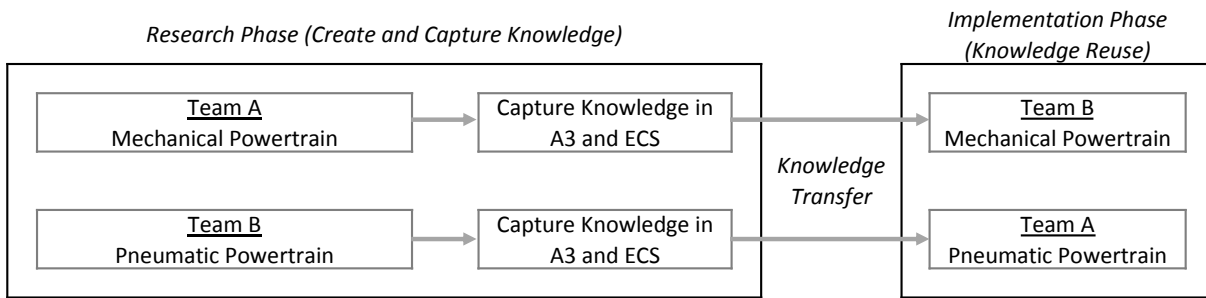 Research Phase (Create and Capture Knowledge)
Implementation Phase
(Knowledge Reuse)
Team A
Mechanical Powertrain
Capture Knowledge in
A3 and ECS
Team B
Mechanical Powertrain
Knowledge
Transfer
Team B
Pneumatic Powertrain
Capture Knowledge in
A3 and ECS
Team A
Pneumatic Powertrain